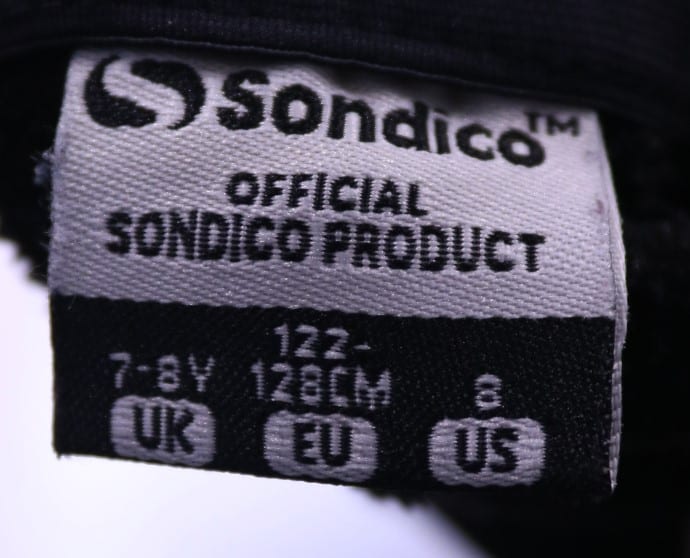 Sondico™
OFFICIAL
SONDICO PRODUCT
7-8Y
UK
122-
128CM
EU
8
US